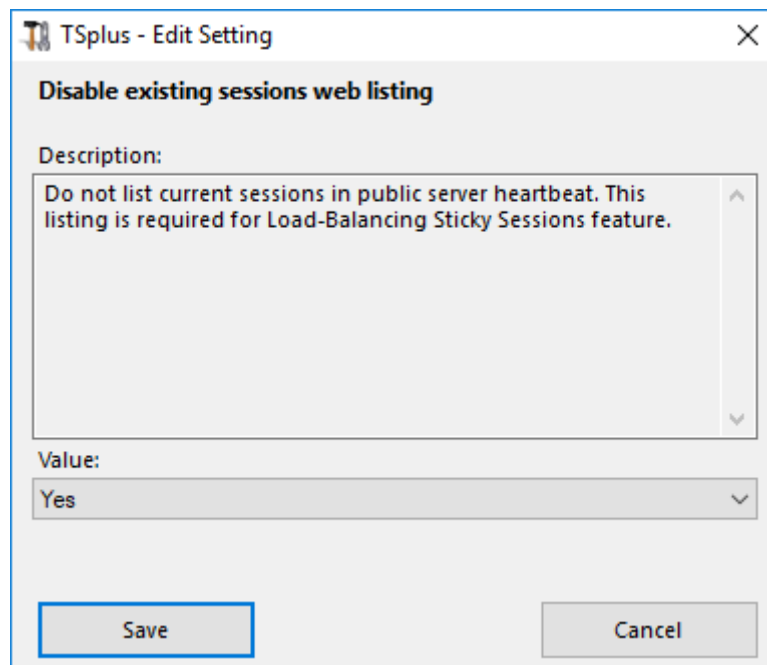 TSplus - Edit Setting
Disable existing sessions web listing
Description:
Do not list current sessions in public server heartbeat. This
listing is required for Load-Balancing Sticky Sessions feature.
Value:
Yes
Save
Cancel